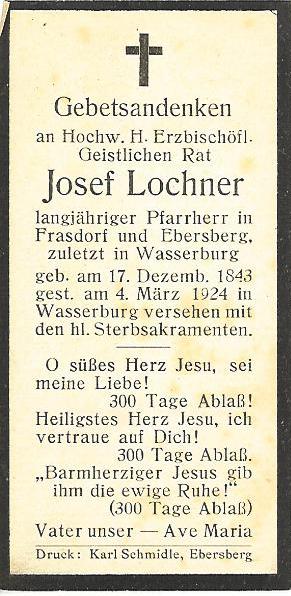 Gebetsandenken
an Hochw. H. Erzbischöfl.
Geistlichen Rat
Josef Lochner
langjähriger Pfarrherr in
Frasdorf und Ebersberg,
zuletzt in Wasserburg
geb. am 17. Dezemb. 1843
gest. am 4. März 1924 in
Wasserburg versehen mit
den hl. Sterbsakramenten.
O süßes Herz Jesu, sei
meine Liebe!
300 Tage Ablaß!
Heiligstes Herz Jesu, ich
vertraue auf Dich!
300 Tage Ablaß.
„Barmherziger Jesus gib
ihm die ewige Ruhe!“
(300 Tage Ablaß)
Vater unser — Ave Maria
Druck: Karl Schmidle, Ebersberg